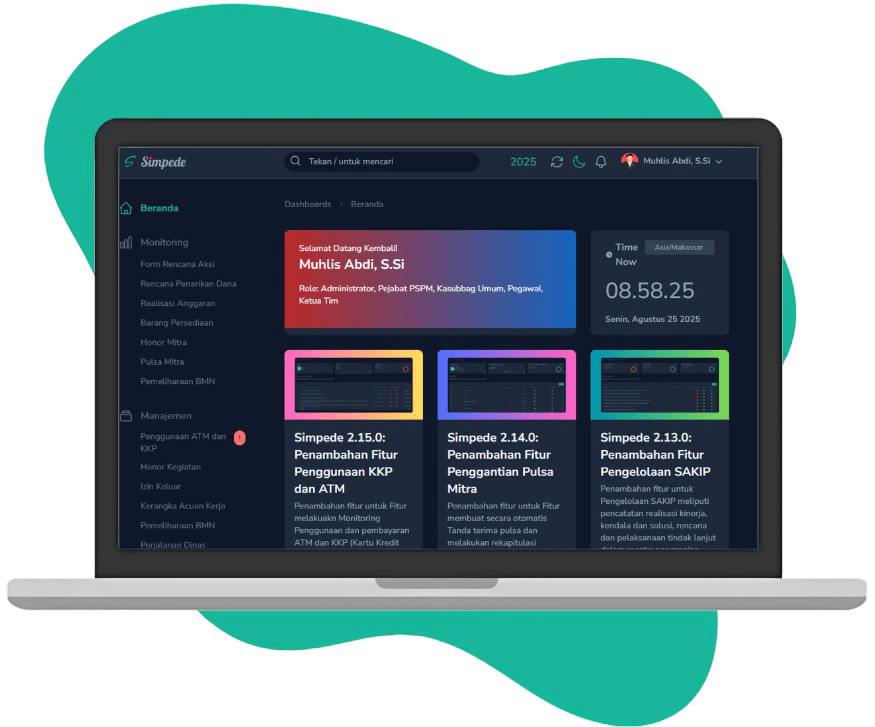 Simpede
Tekan / untuk mencari
2025
Muhlis Abdi, S.Si
Beranda
Monitoring
Form Rencana Aksi
Rencana Penarikan Dana
Realisasi Anggaran
Barang Persediaan
Honor Mitra
Pulsa Mitra
Pemeliharaan BMN
Manajemen
Penggunaan ATM dan
KKP
!
Honor Kegiatan
Izin Keluar
Kerangka Acuan Kerja
Pemeliharaan BMN
Perjalanan Dinas
Dashboards > Beranda
Selamat Datang Kembali!
Muhlis Abdi, S.Si
Role: Administrator, Pejabat PSPM, Kasubbag Umum, Pegawai,
Ketua Tim
Time
Now
Asia/Makassar
08.58.25
Senin, Agustus 25 2025
Simpede 2.15.0:
Penambahan Fitur
Penggunaan KKP
dan ATM
Penambahan fitur untuk Fitur
melakuakn Monitoring
Penggunaan dan pembayaran
ATM dan KKP (Kartu Kredit
Simpede 2.14.0:
Penambahan Fitur
Penggantian Pulsa
Mitra
Penambahan fitur untuk Fitur
membuat secara otomatis
Tanda terima pulsa dan
melakukan rekapitulasi
Simpede 2.13.0:
Penambahan Fitur
Pengelolaan SAKIP
Penambahan fitur untuk
Pengelolaan SAKIP meliputi
pencatatan realisasi kinerja,
kendala dan solusi, rencana
dan pelaksanaan tindak lanjut